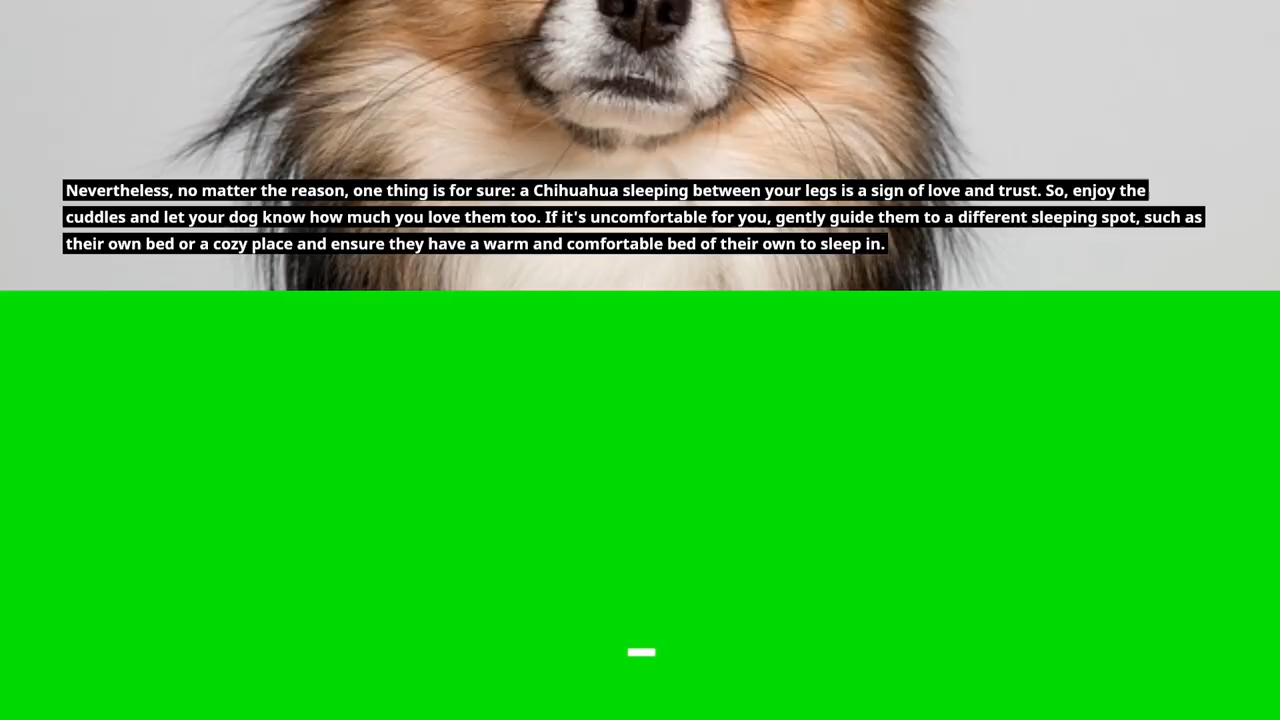 Nevertheless, no matter the reason, one thing is for sure: a Chihuahua sleeping between your legs is a sign of love and trust. So, enjoy the
cuddles and let your dog know how much you love them too. If it's uncomfortable for you, gently guide them to a different sleeping spot, such as
their own bed or a cozy place and ensure they have a warm and comfortable bed of their own to sleep in.